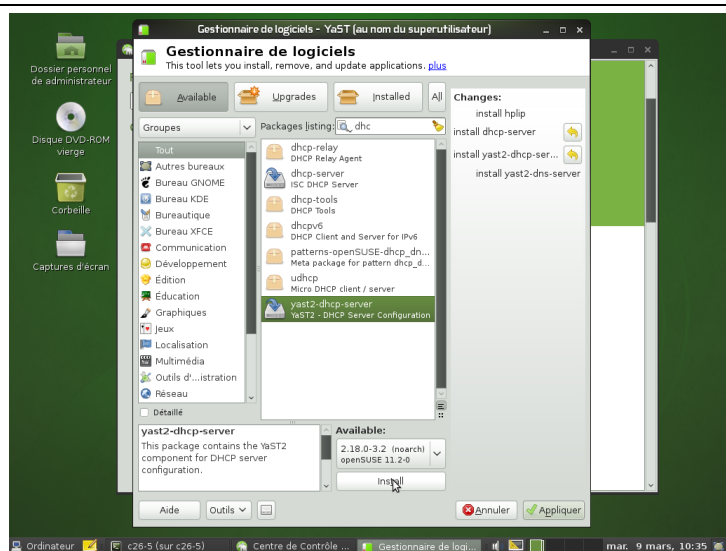 Gestionnaire de logiciels - YaST (au nom du superutilisateur)
Gestionnaire de logiciels
This tool lets you install, remove, and update applications. plus
Dossier personnel
de administrateur
Disque DVD-ROM
vierge
Corbeille
Captures d'écran
Available
Upgrades
Installed
All
Groupes
Packages listing:
dhc
Tout
Autres bureaux
Bureau GNOME
Bureau KDE
Bureautique
Bureau XFCE
Communication
Développement
Édition
Éducation
Graphiques
Jeux
Localisation
Multimédia
Outils d'...istration
Réseau
Détaillé
dhcp-relay
DHCP Relay Agent
dhcp-server
ISC DHCP Server
dhcp-tools
DHCP Tools
dhcpv6
DHCP Client and Server for IPv6
patterns-openSUSE-dhcp_dn...
Meta package for pattern dhcp_d...
udhcp
Micro DHCP client / server
yast2-dhcp-server
YaST2 - DHCP Server Configuration
Changes:
install hplip
install dhcp-server
install yast2-dhcp-ser...
install yast2-dns-server
yast2-dhcp-server
This package contains the YaST2
component for DHCP server
configuration.
Available:
2.18.0-3.2 (noarch)
openSUSE 11.2-0
Install
Aide
Outils
Annuler
Appliquer
Ordinateur
c26-5 (sur c26-5)
Centre de Contrôle ...
Gestionnaire de logi...
mar. 9 mars, 10:35